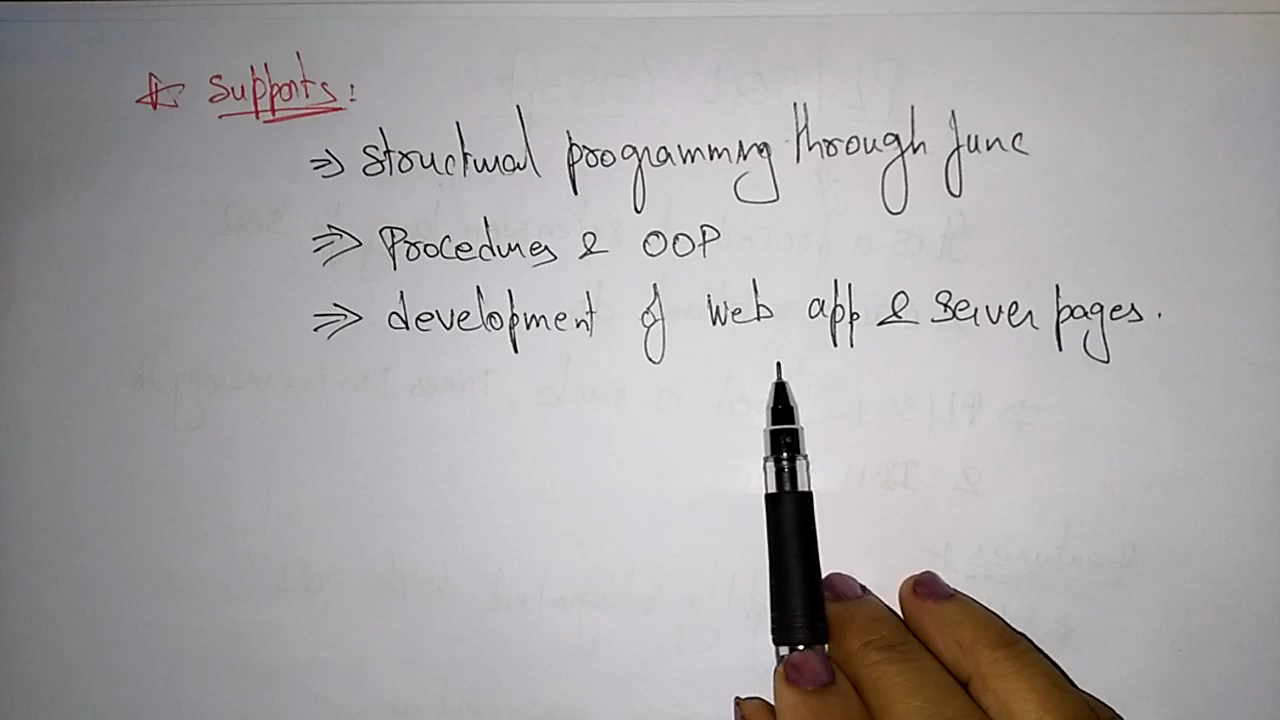 * Supports:
⇒ structural programming through func
⇒ Procedures & OOP
⇒ development of web app & Server pages.